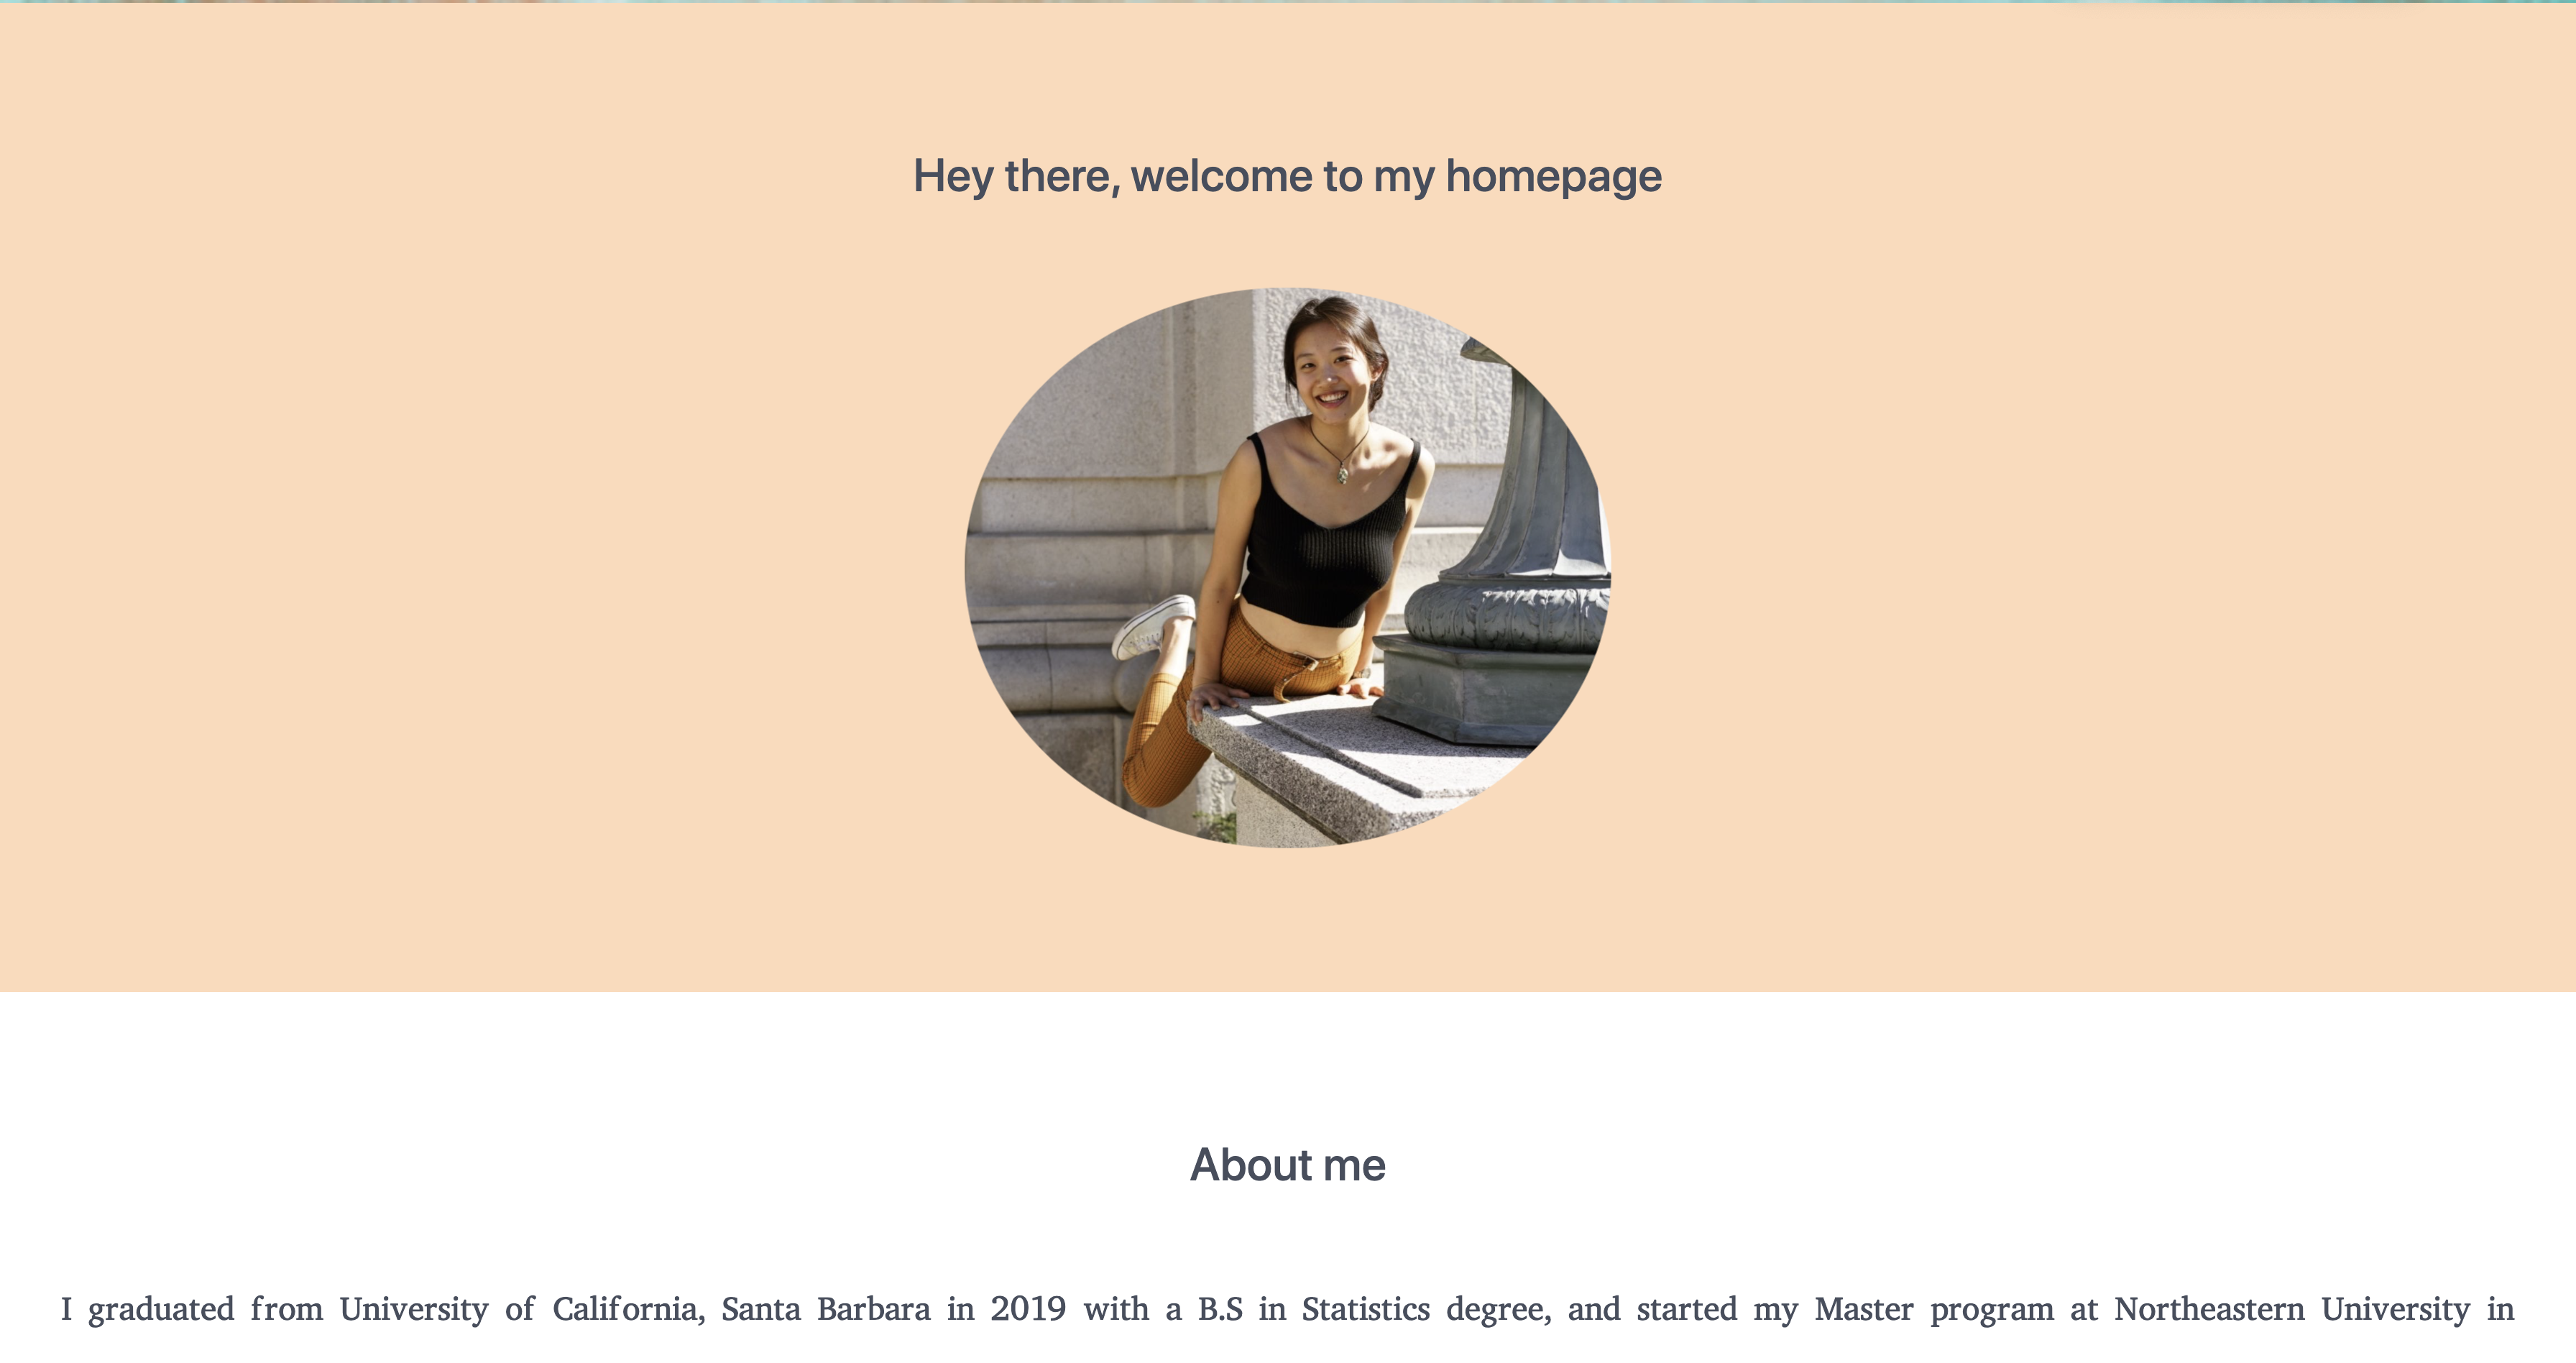 Hey there, welcome to my homepage
About me
I graduated from University of California, Santa Barbara in 2019 with a B.S in Statistics degree, and started my Master program at Northeastern University in